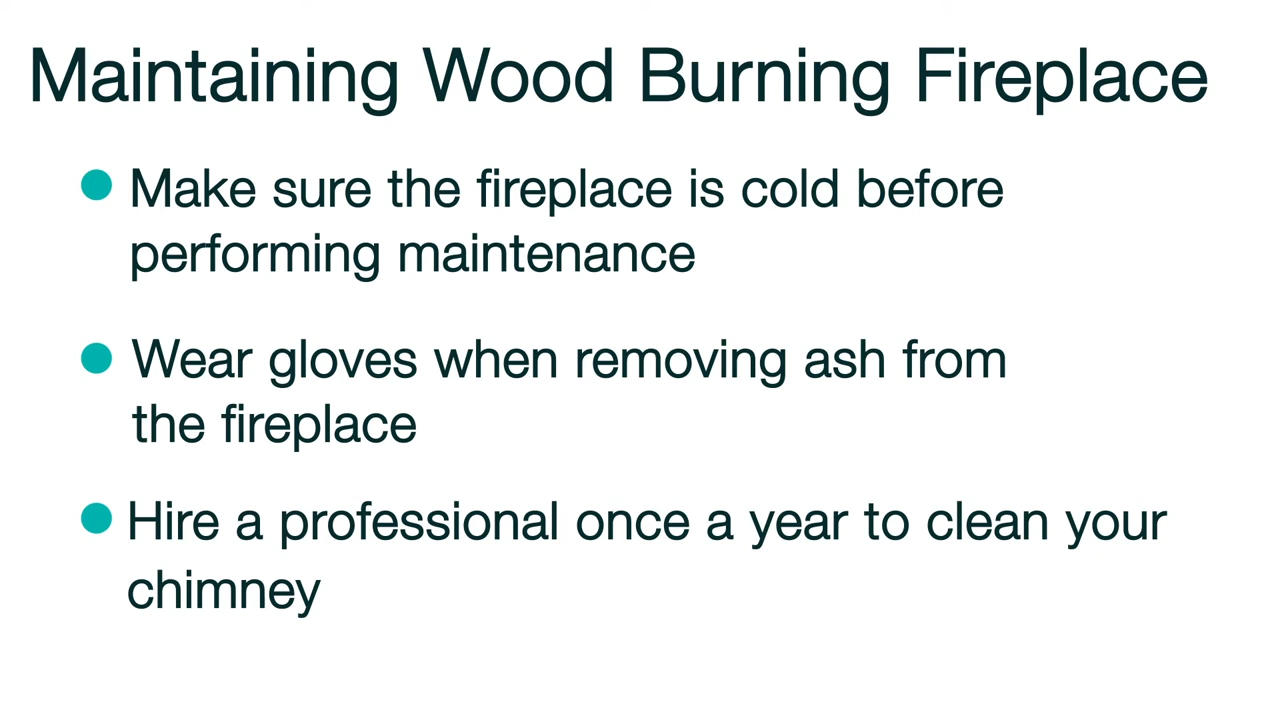 Maintaining Wood Burning Fireplace
Make sure the fireplace is cold before
performing maintenance
Wear gloves when removing ash from
the fireplace
Hire a professional once a year to clean your
chimney